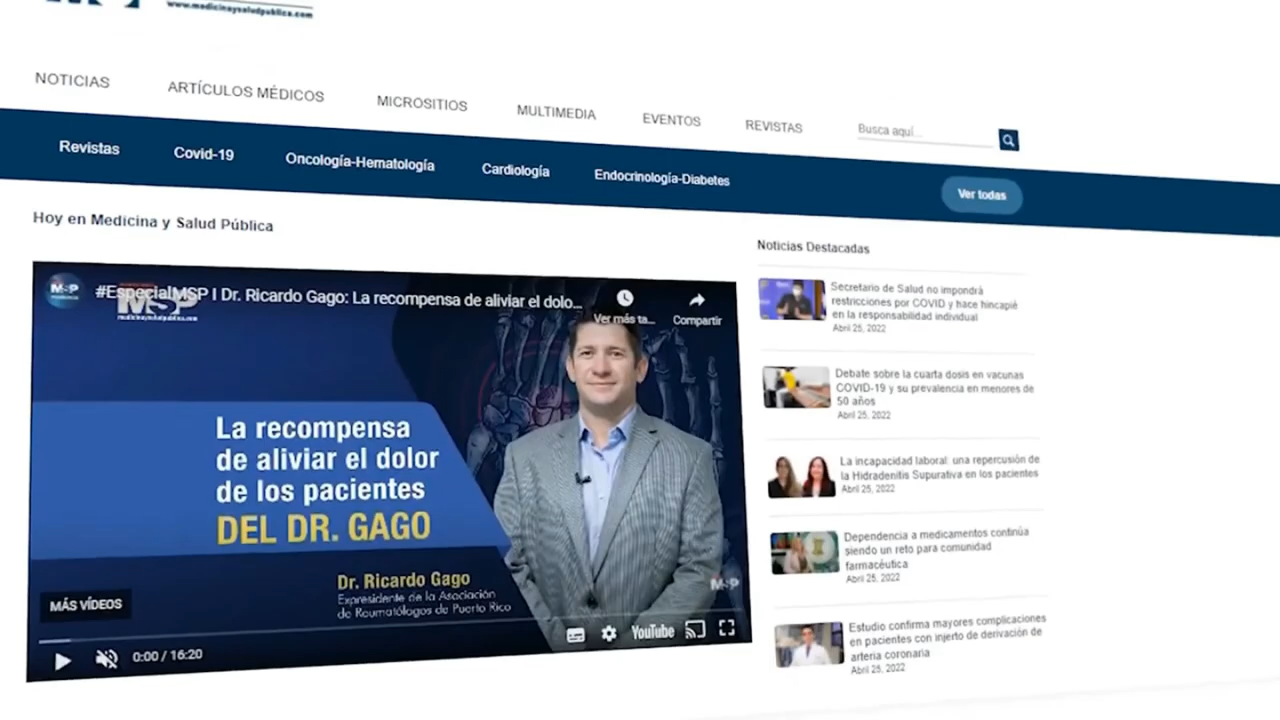 www.medicinaysaludpublica.com
NOTICIAS
ARTÍCULOS MÉDICOS
MICROSITIOS
MULTIMEDIA
EVENTOS
REVISTAS
Busca aquí...
Revistas
Covid-19
Oncología-Hematología
Cardiología
Endocrinología-Diabetes
Ver todas
Hoy en Medicina y Salud Pública
MSP
#EspecialMSP I Dr. Ricardo Gago: La recompensa de aliviar el dolo...
Ver más ta...
Compartir
MSP
medicinaysaludpublica.com
La recompensa
de aliviar el dolor
de los pacientes
DEL DR. GAGO
Dr. Ricardo Gago
Expresidente de la Asociación
de Reumatólogos de Puerto Rico
MSP
MÁS VÍDEOS
0:00 / 16:20
YouTube
Noticias Destacadas
Secretario de Salud no impondrá
restricciones por COVID y hace hincapié
en la responsabilidad individual
Abril 25, 2022
Debate sobre la cuarta dosis en vacunas
COVID-19 y su prevalencia en menores de
50 años
Abril 25, 2022
La incapacidad laboral: una repercusión de
la Hidradenitis Supurativa en los pacientes
Abril 25, 2022
Dependencia a medicamentos continúa
siendo un reto para comunidad
farmacéutica
Abril 25, 2022
Estudio confirma mayores complicaciones
en pacientes con injerto de derivación de
arteria coronaria
Abril 25, 2022